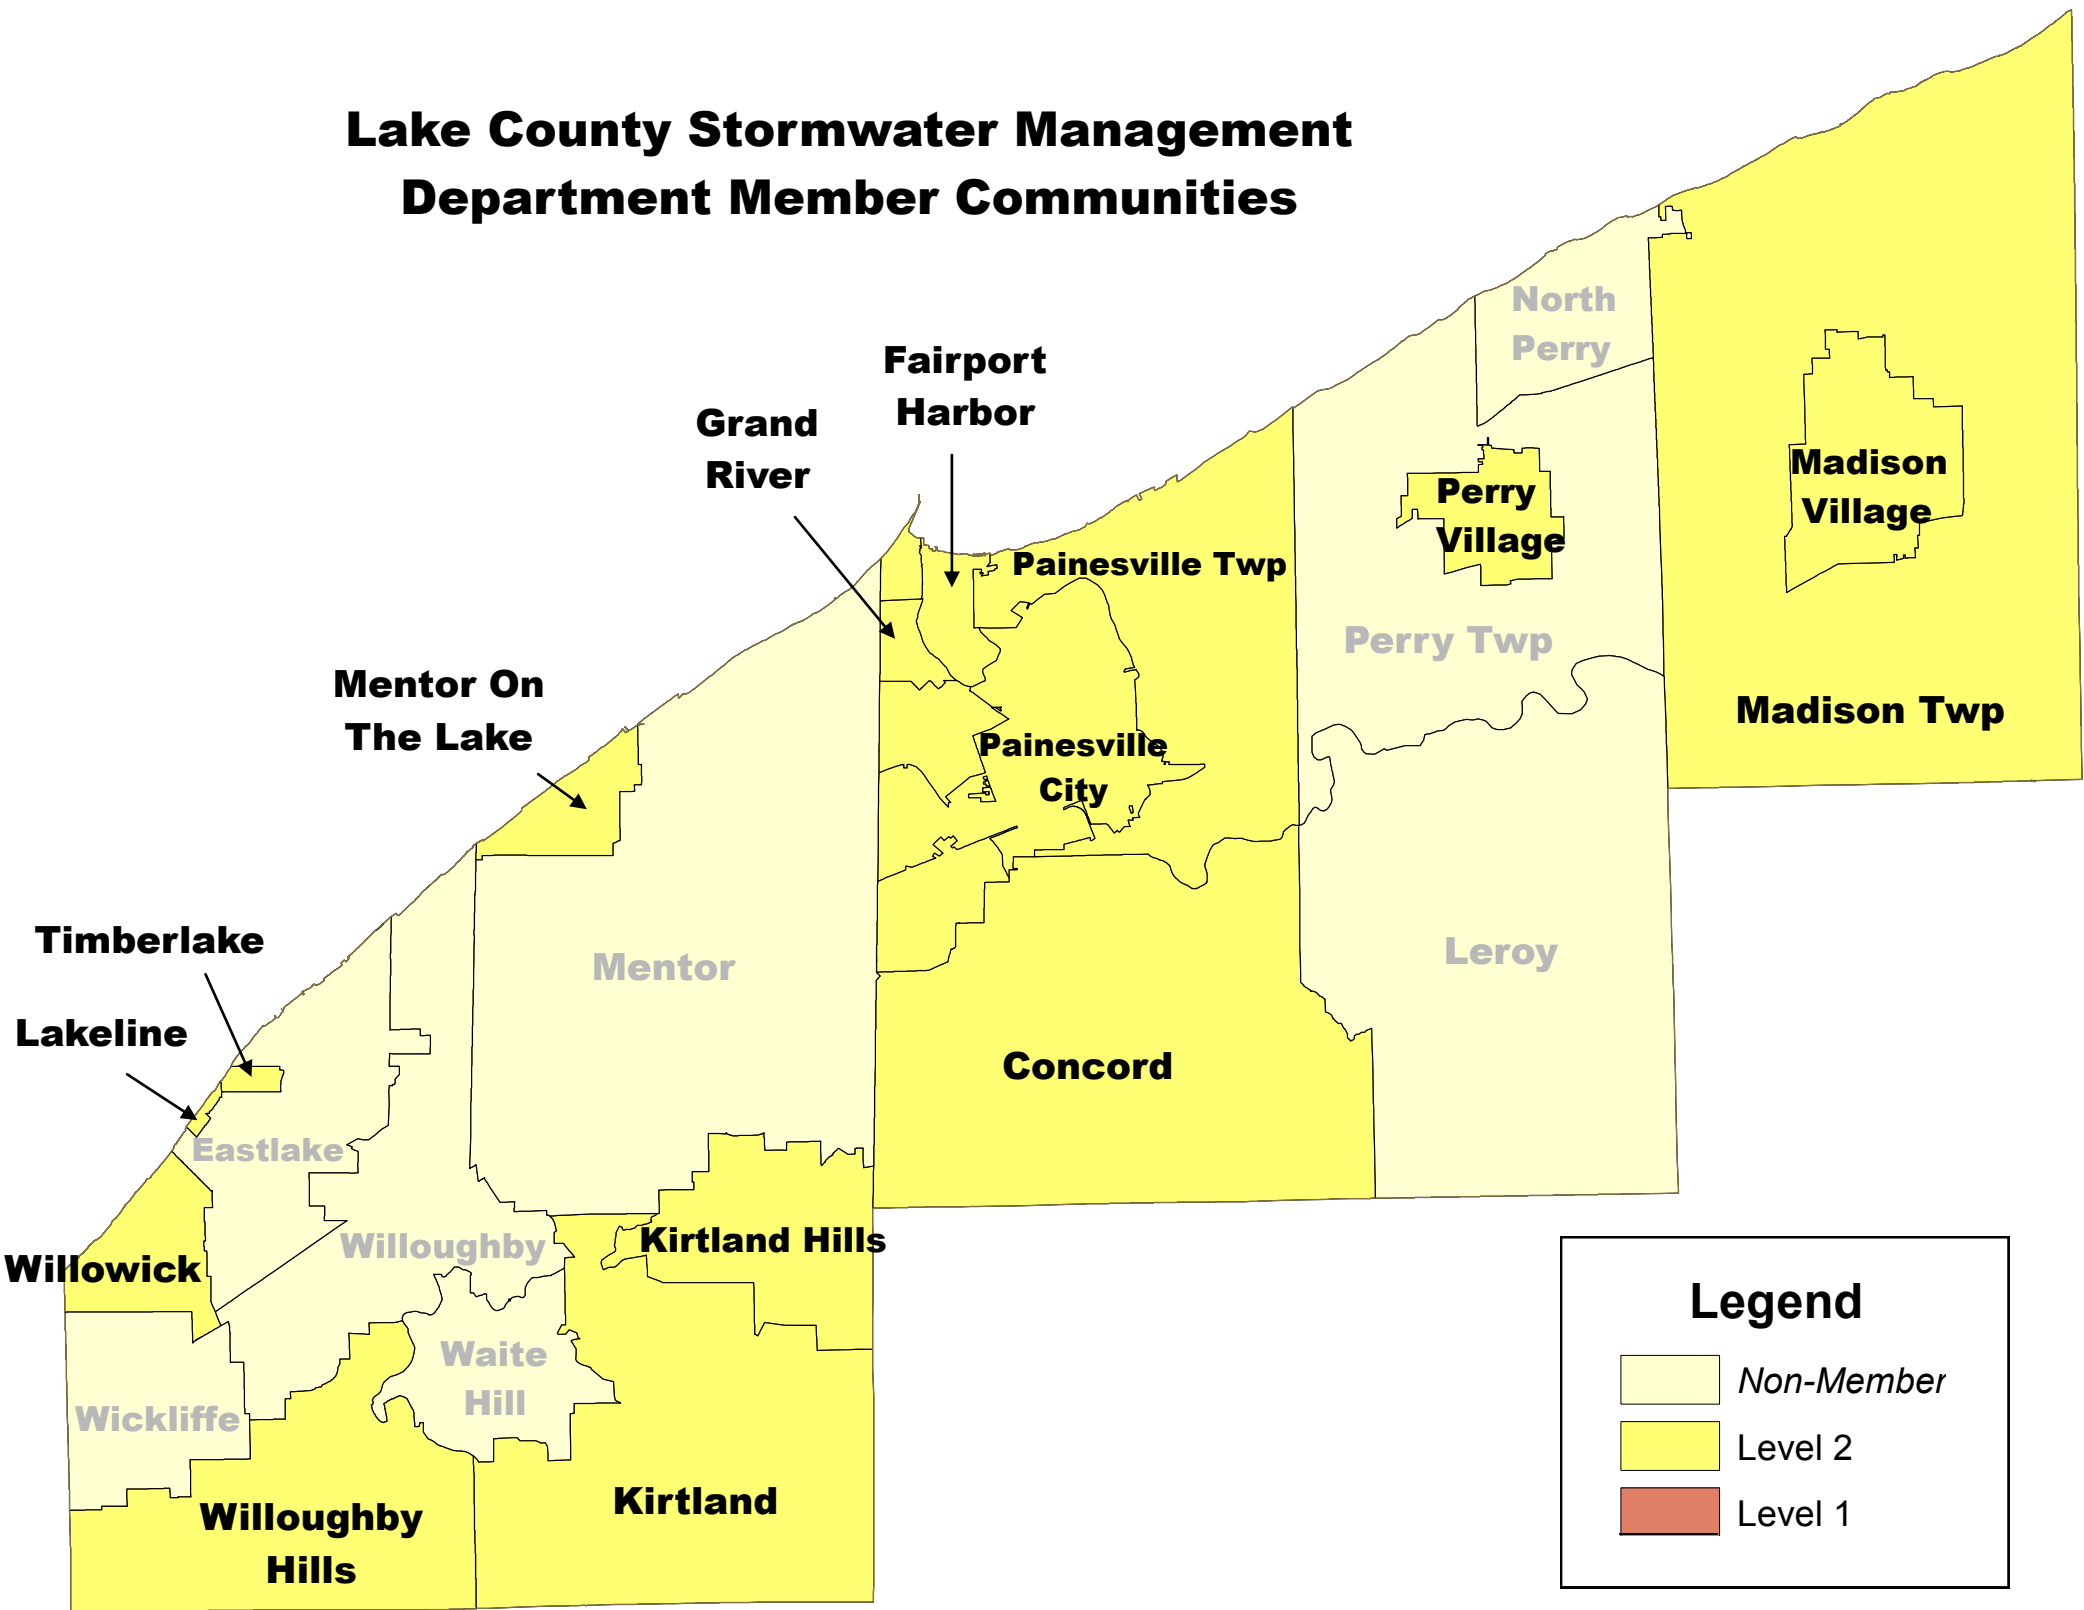 Lake County Stormwater Management
Department Member Communities
North
Perry
Fairport
Harbor
Grand
River
Madison
Village
Perry
Village
Painesville Twp
Perry Twp
Mentor On
The Lake
Madison Twp
Painesville
City
Timberlake
Mentor
Leroy
Lakeline
Concord
Eastlake
Willoughby
Kirtland Hills
Willowick
Waite
Hill
Wickliffe
Kirtland
Willoughby
Hills
Legend
Non-Member
Level 2
Level 1